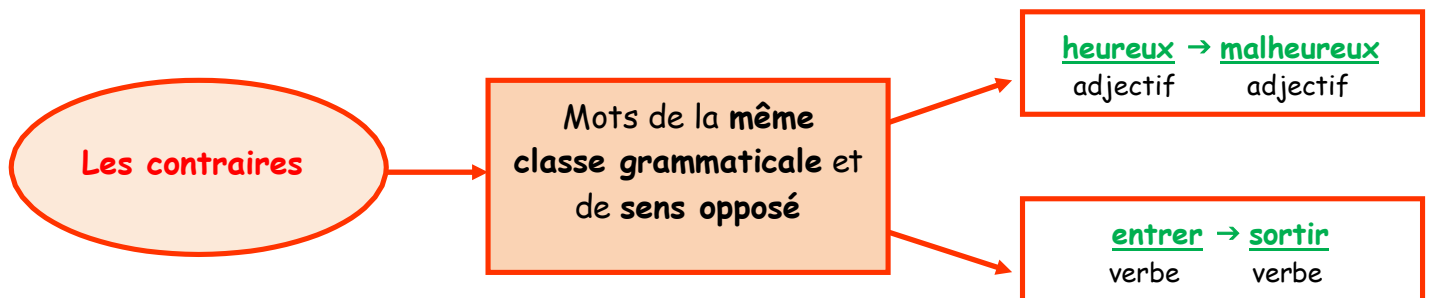 Les contraires
Mots de la même
classe grammaticale et
de sens opposé
heureux → malheureux
adjectif adjectif
entrer → sortir
verbe verbe